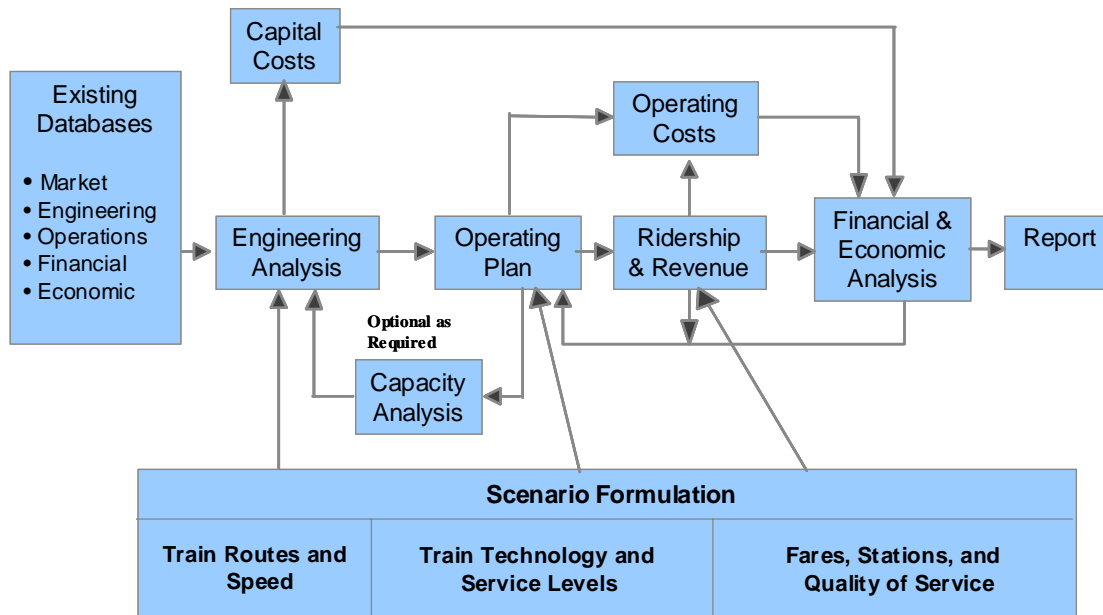 Capital
Costs
Existing
Databases
• Market
• Engineering
• Operations
• Financial
• Economic
Operating
Costs
Engineering
Analysis
Operating
Plan
Ridership
& Revenue
Financial &
Economic
Analysis
Report
Optional as
Required
Capacity
Analysis
Scenario Formulation
Train Routes and
Speed
Train Technology and
Service Levels
Fares, Stations, and
Quality of Service